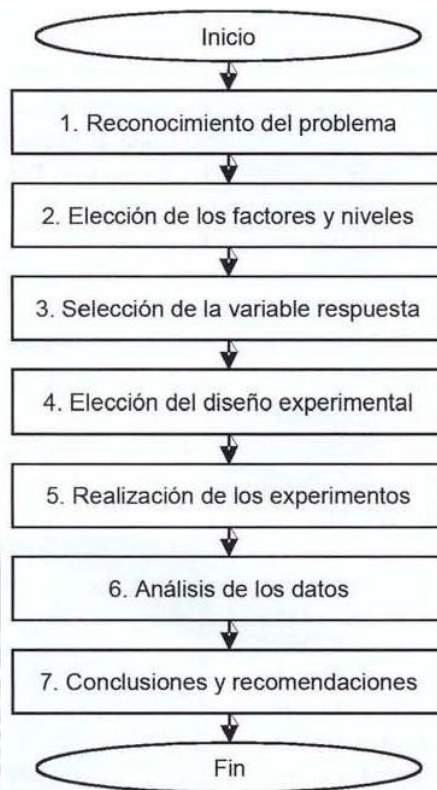 Inicio
1. Reconocimiento del problema
2. Elección de los factores y niveles
3. Selección de la variable respuesta
4. Elección del diseño experimental
5. Realización de los experimentos
6. Análisis de los datos
7. Conclusiones y recomendaciones
Fin